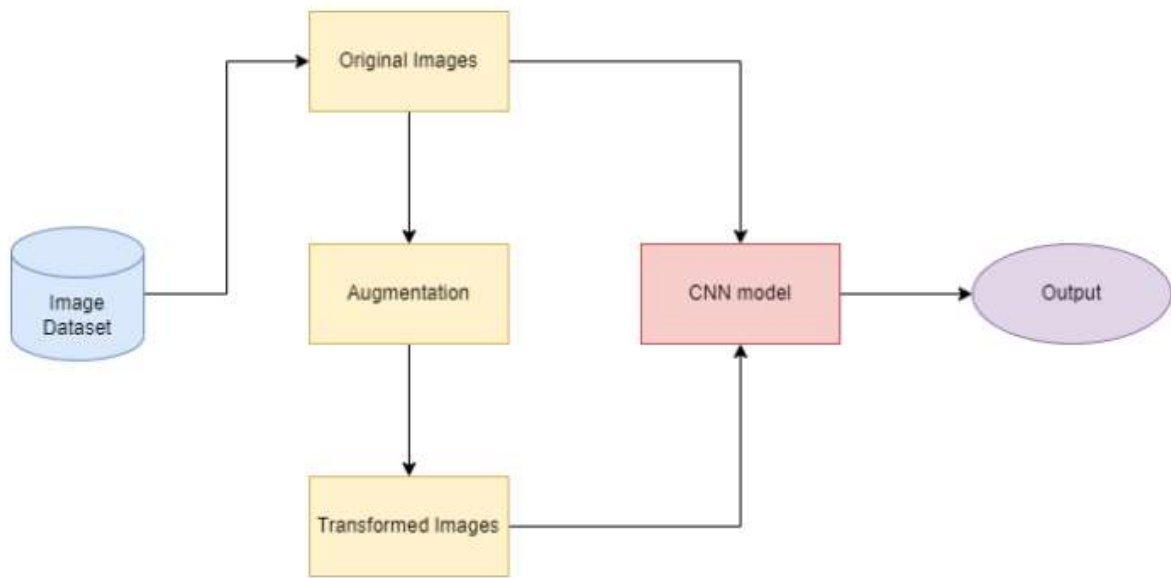 Original Images
Image
Dataset
Augmentation
CNN model
Output
Transformed Images